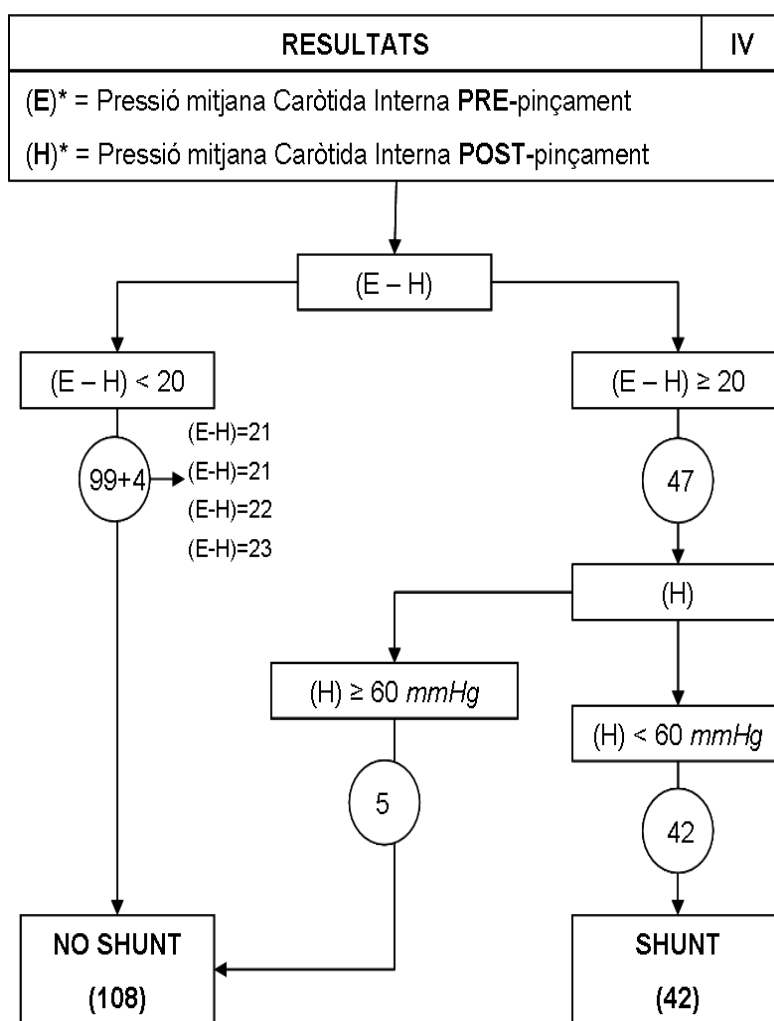 RESULTATS
IV
(E)* = Pressió mitjana Caròtida Interna PRE-pinçament
(H)* = Pressió mitjana Caròtida Interna POST-pinçament
(E – H)
(E – H) < 20
(E – H) ≥ 20
99+4
(E-H)=21
(E-H)=21
(E-H)=22
(E-H)=23
47
(H)
(H) ≥ 60 mmHg
(H) < 60 mmHg
5
42
NO SHUNT
(108)
SHUNT
(42)